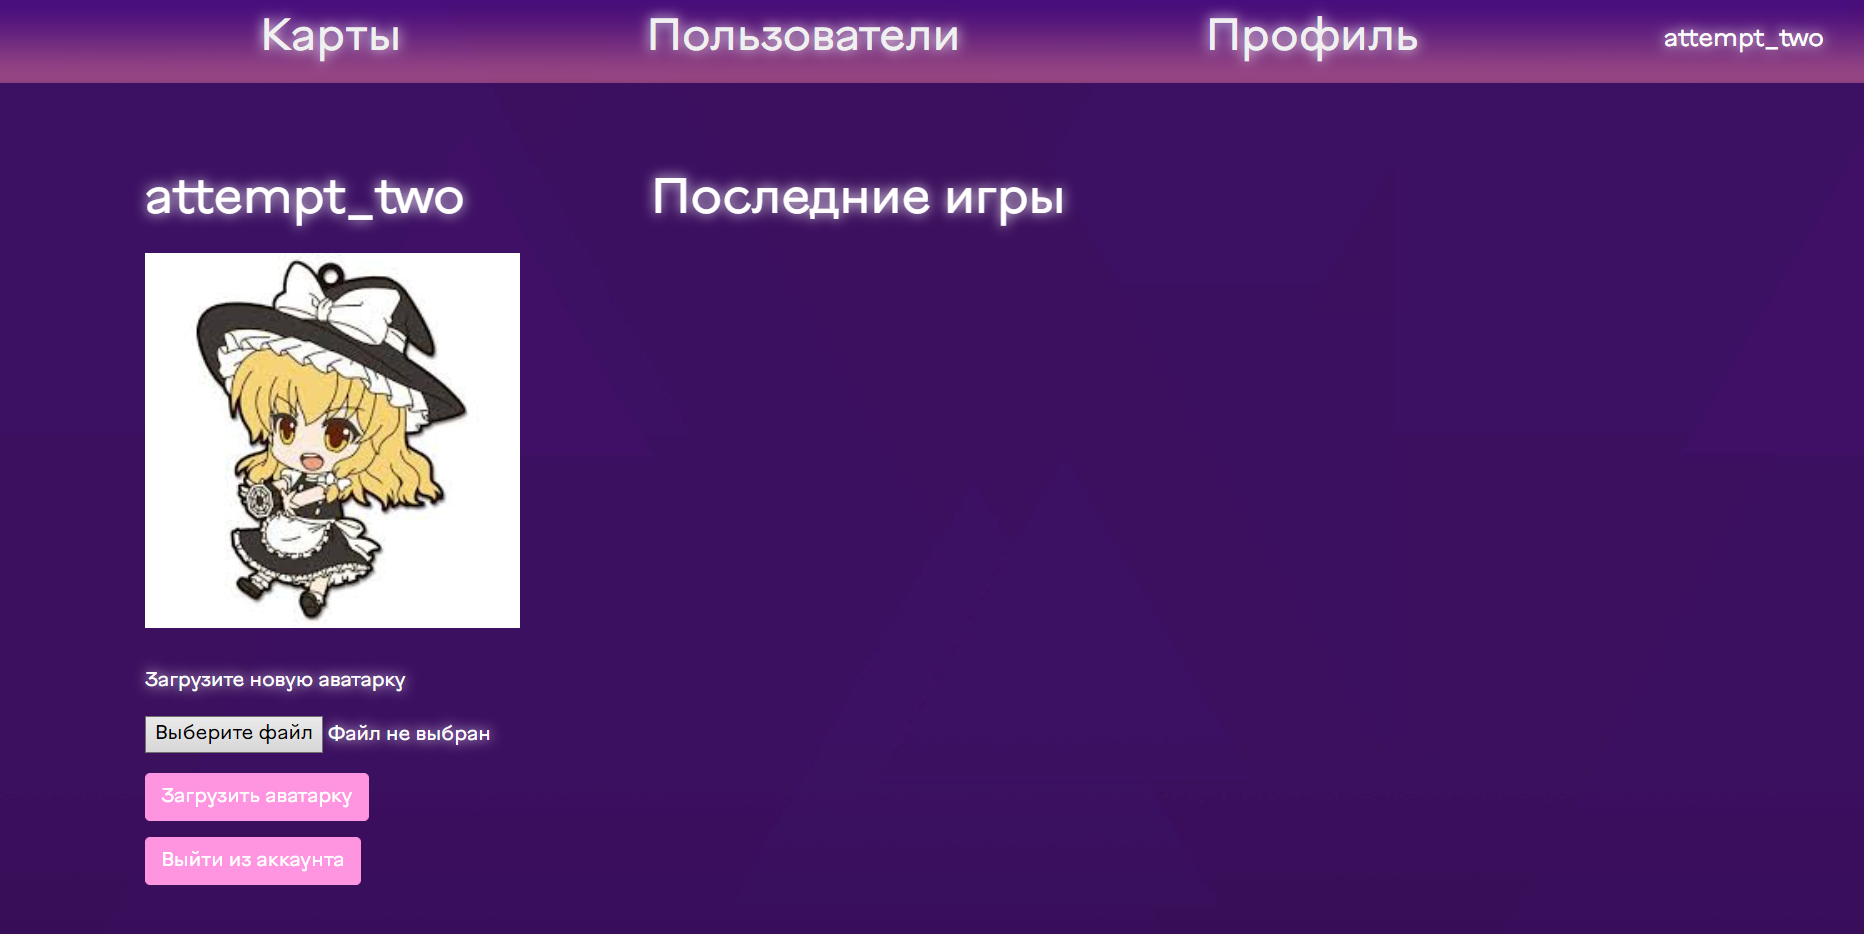 Карты Пользователи Профиль attempt_two
attempt_two
Последние игры
Загрузите новую аватарку
Выберите файл Файл не выбран
Загрузить аватарку
Выйти из аккаунта